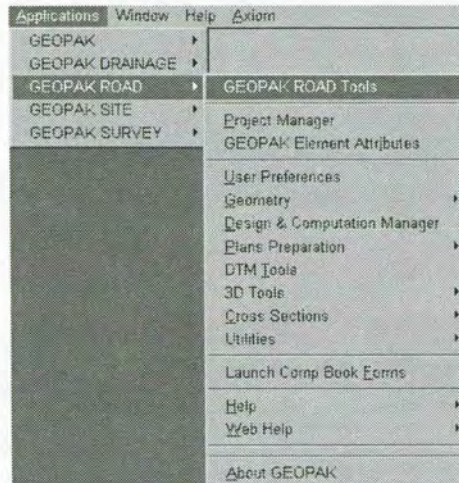 Applications Window Help Axiom
GEOPAK
GEOPAK DRAINAGE
GEOPAK ROAD
GEOPAK SITE
GEOPAK SURVEY
GEOPAK ROAD Tools
Project Manager
GEOPAK Element Attributes
User Preferences
Geometry
Design & Computation Manager
Plans Preparation
DTM Tools
3D Tools
Cross Sections
Utilities
Launch Comp Book Forms
Help
Web Help
About GEOPAK